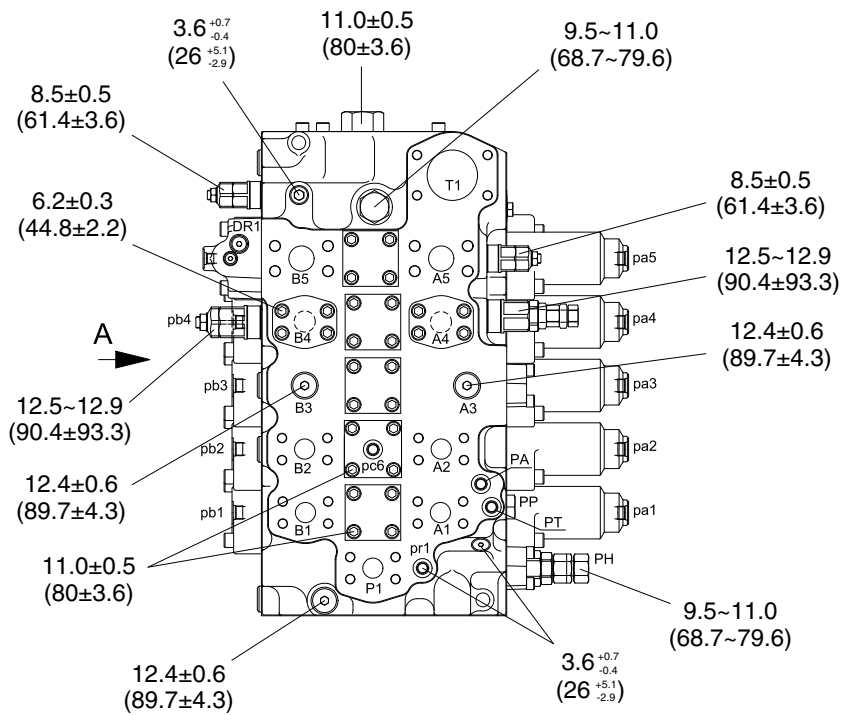 3.6 +0.7 -0.4
(26 +5.1 -2.9)
11.0±0.5
(80±3.6)
9.5~11.0
(68.7~79.6)
8.5±0.5
(61.4±3.6)
6.2±0.3
(44.8±2.2)
8.5±0.5
(61.4±3.6)
12.5~12.9
(90.4±93.3)
12.4±0.6
(89.7±4.3)
T1
DR1
B5
A5
pa5
pb4
B4
A4
pa4
A
pb3
B3
A3
pa3
12.5~12.9
(90.4±93.3)
pb2
B2
pc6
A2
PA
pa2
12.4±0.6
(89.7±4.3)
pb1
B1
A1
PP
PT
pa1
pr1
P1
PH
11.0±0.5
(80±3.6)
9.5~11.0
(68.7~79.6)
12.4±0.6
(89.7±4.3)
3.6 +0.7 -0.4
(26 +5.1 -2.9)